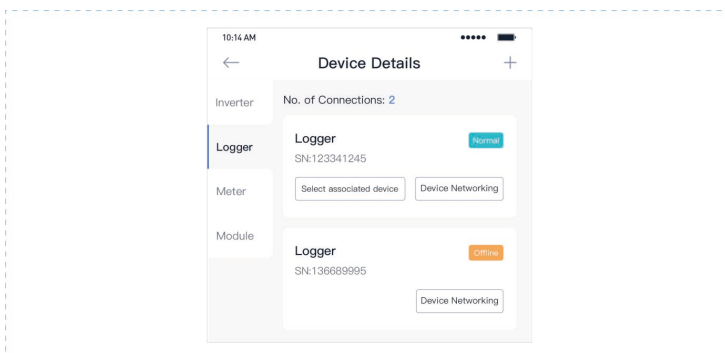 10:14 AM
Device Details
Inverter
Logger
Meter
Module
No. of Connections: 2
Logger
Normal
SN:123341245
Select associated device
Device Networking
Logger
Offline
SN:136689995
Device Networking